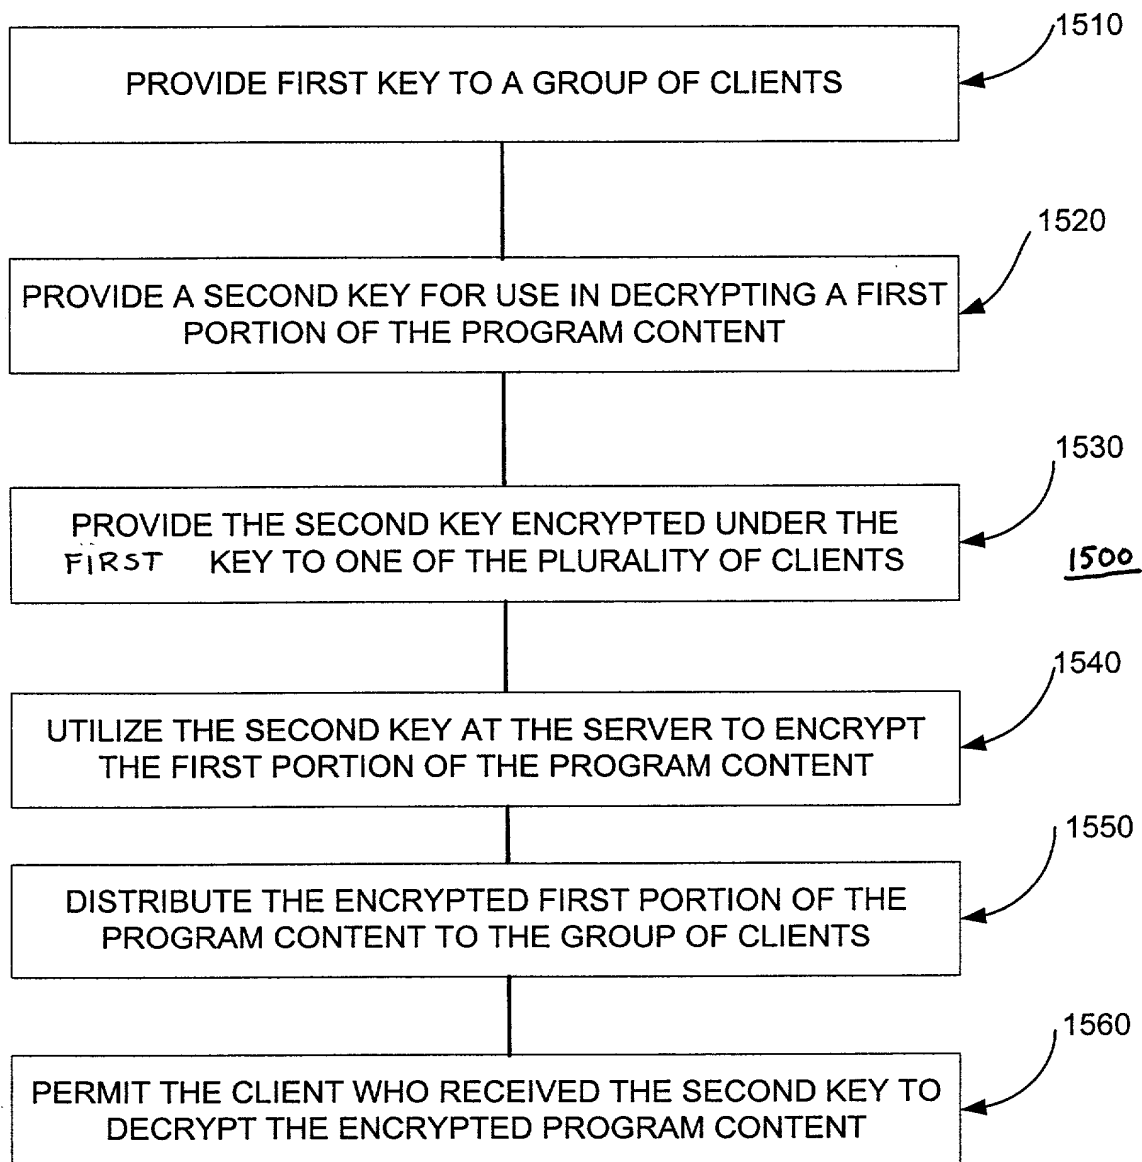 1510
PROVIDE FIRST KEY TO A GROUP OF CLIENTS
1520
PROVIDE A SECOND KEY FOR USE IN DECRYPTING A FIRST
PORTION OF THE PROGRAM CONTENT
1530
PROVIDE THE SECOND KEY ENCRYPTED UNDER THE
FIRST KEY TO ONE OF THE PLURALITY OF CLIENTS
1500
1540
UTILIZE THE SECOND KEY AT THE SERVER TO ENCRYPT
THE FIRST PORTION OF THE PROGRAM CONTENT
1550
DISTRIBUTE THE ENCRYPTED FIRST PORTION OF THE
PROGRAM CONTENT TO THE GROUP OF CLIENTS
1560
PERMIT THE CLIENT WHO RECEIVED THE SECOND KEY TO
DECRYPT THE ENCRYPTED PROGRAM CONTENT